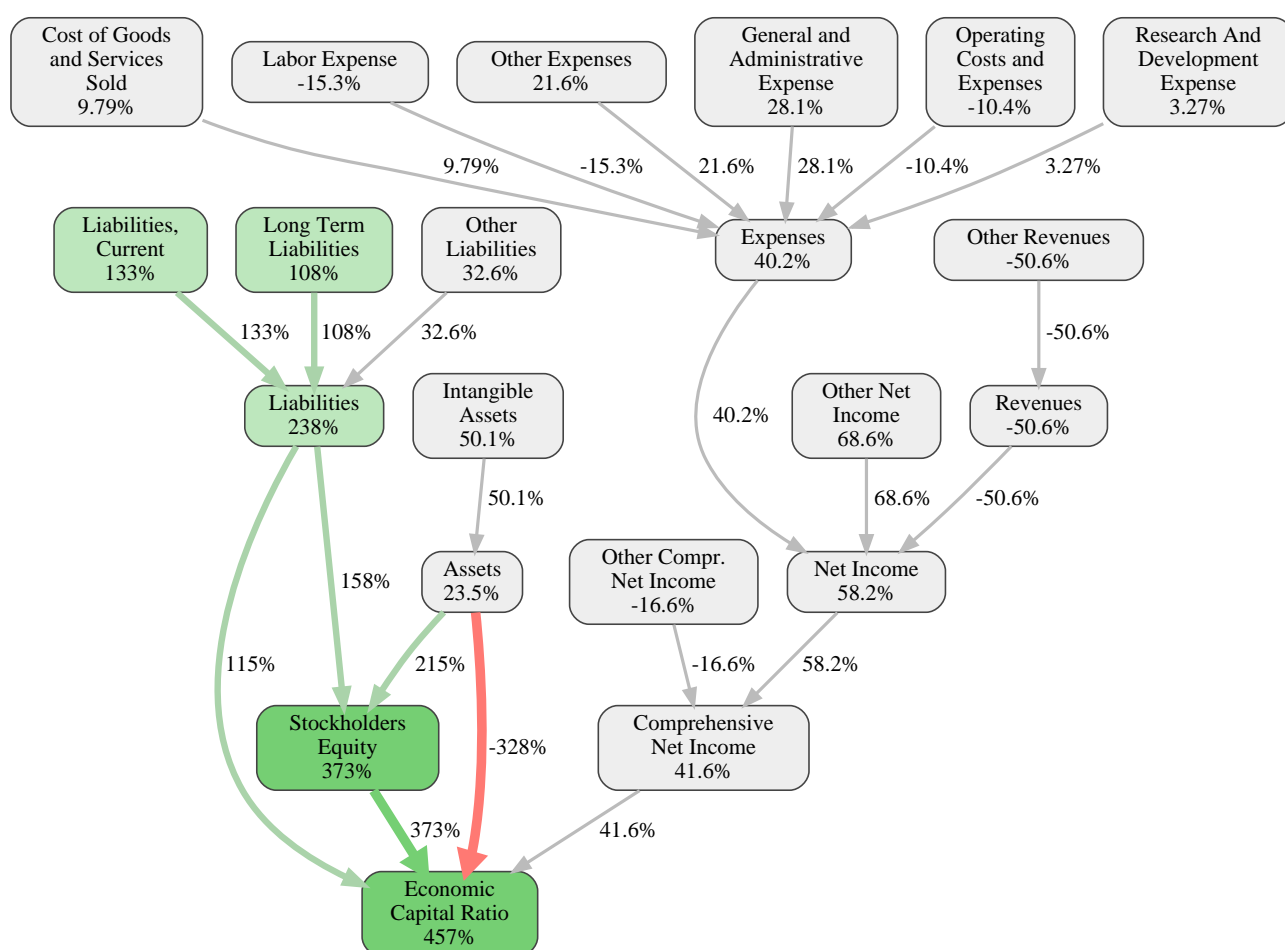 Cost of Goods
and Services
Sold
9.79%
Labor Expense
-15.3%
Other Expenses
21.6%
General and
Administrative
Expense
28.1%
Operating
Costs and
Expenses
-10.4%
Research And
Development
Expense
3.27%
9.79%
-15.3%
21.6%
28.1%
-10.4%
3.27%
Liabilities,
Current
133%
Long Term
Liabilities
108%
Other
Liabilities
32.6%
Expenses
40.2%
Other Revenues
-50.6%
133%
108%
32.6%
-50.6%
Liabilities
238%
Intangible
Assets
50.1%
40.2%
Other Net
Income
68.6%
Revenues
-50.6%
50.1%
68.6%
-50.6%
Assets
23.5%
Other Compr.
Net Income
-16.6%
Net Income
58.2%
158%
115%
215%
-16.6%
58.2%
Stockholders
Equity
373%
-328%
Comprehensive
Net Income
41.6%
373%
41.6%
Economic
Capital Ratio
457%